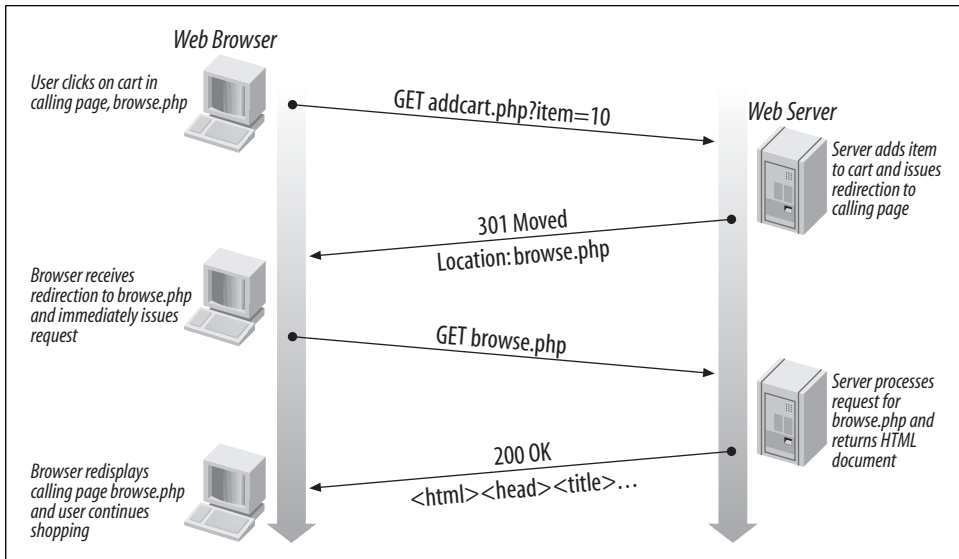 Web Browser
User clicks on cart in
calling page, browse.php
GET addcart.php?item=10
Web Server
Server adds item
to cart and issues
redirection to
calling page
301 Moved
Location: browse.php
Browser receives
redirection to browse.php
and immediately issues
request
GET browse.php
Server processes
request for
browse.php and
returns HTML
document
200 OK
<html><head><title>...
Browser redisplays
calling page browse.php
and user continues
shopping